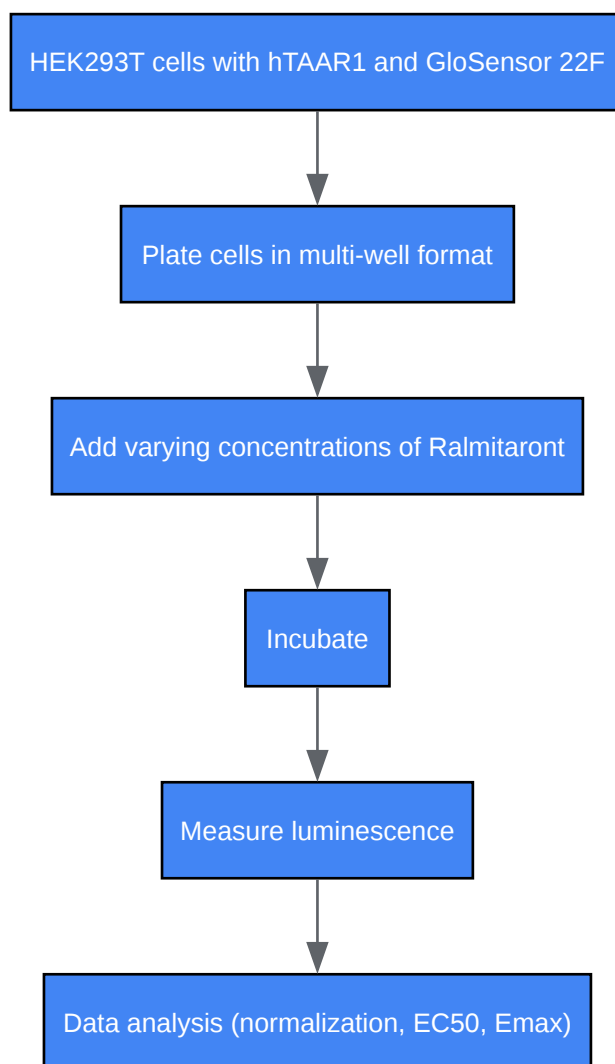 HEK293T cells with hTAAR1 and GloSensor 22F
Plate cells in multi-well format
Add varying concentrations of Ralmitaront
Incubate
Measure luminescence
Data analysis (normalization, EC50, Emax)